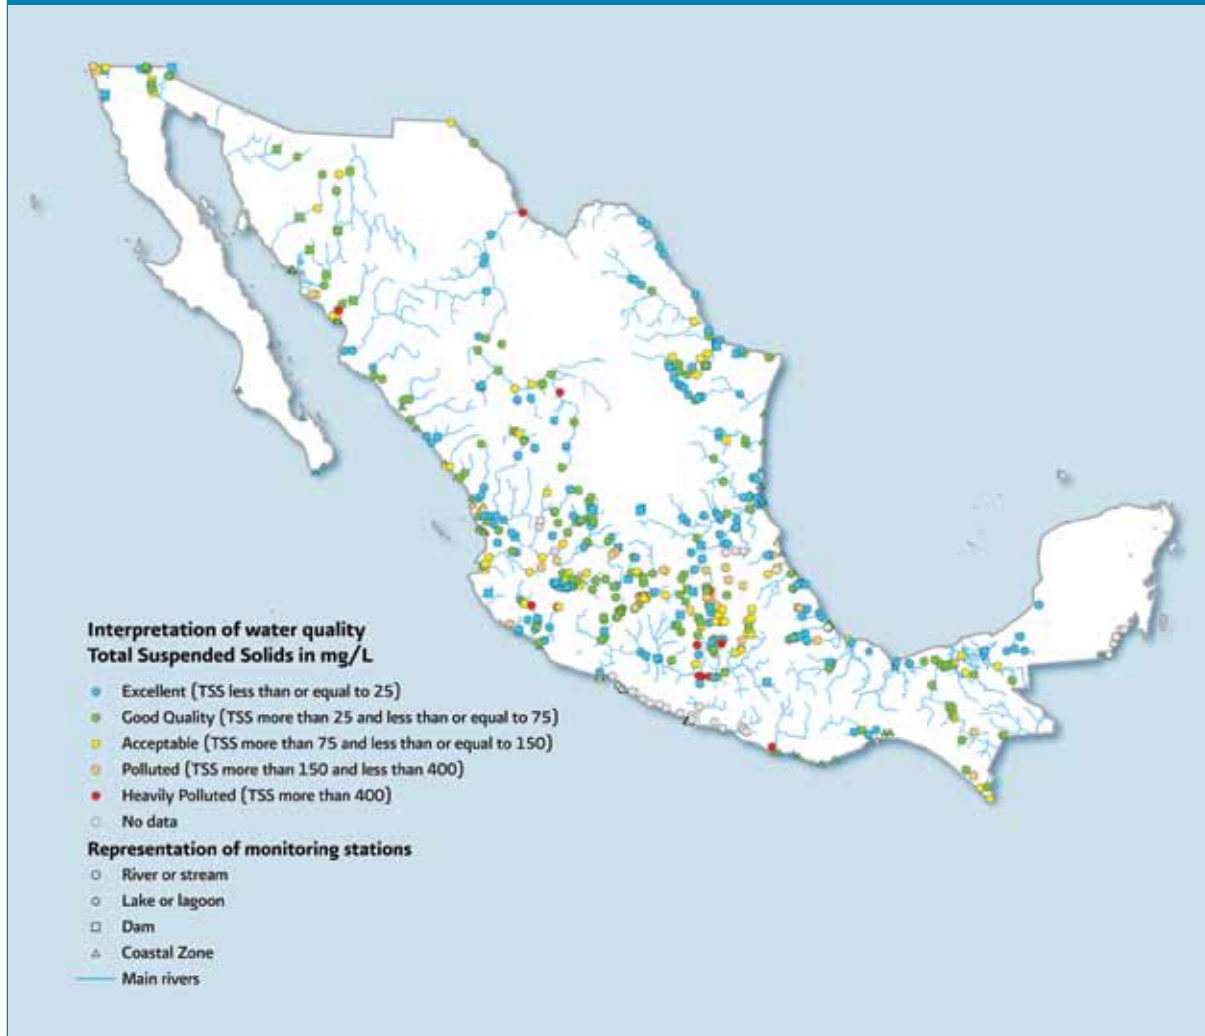 Interpretation of water quality
Total Suspended Solids in mg/L
Excellent (TSS less than or equal to 25)
Good Quality (TSS more than 25 and less than or equal to 75)
Acceptable (TSS more than 75 and less than or equal to 150)
Polluted (TSS more than 150 and less than 400)
Heavily Polluted (TSS more than 400)
No data
Representation of monitoring stations
River or stream
Lake or lagoon
Dam
Coastal Zone
Main rivers